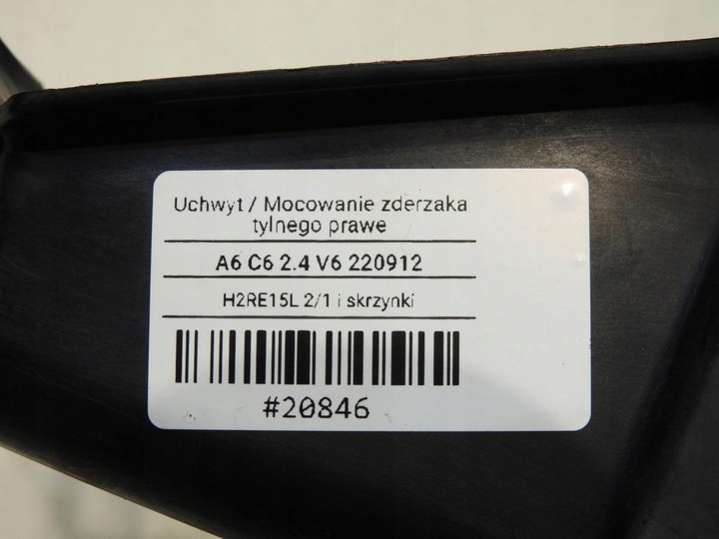 Uchwyt / Mocowanie zderzaka
tylnego prawe
A6 C6 2.4 V6 220912
H2RE15L 2/1 i skrzynki
#20846